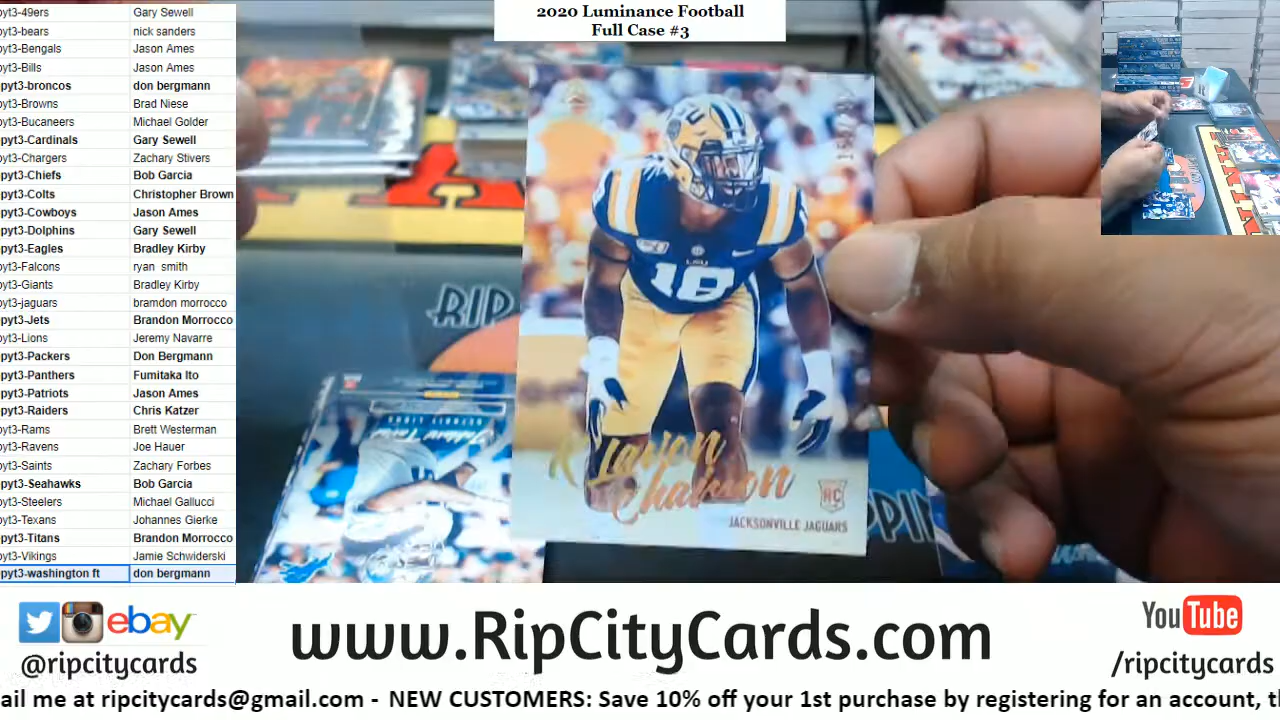 2020 Luminance Football
Full Case #3
pyt3-49ers Gary Sewell
pyt3-bears nick sanders
pyt3-Bengals Jason Ames
pyt3-Bills Jason Ames
pyt3-broncos don bergmann
pyt3-Browns Brad Niese
pyt3-Bucaneers Michael Golder
pyt3-Cardinals Gary Sewell
pyt3-Chargers Zachary Stivers
pyt3-Chiefs Bob Garcia
pyt3-Colts Christopher Brown
pyt3-Cowboys Jason Ames
pyt3-Dolphins Gary Sewell
pyt3-Eagles Bradley Kirby
pyt3-Falcons ryan smith
pyt3-Giants Bradley Kirby
pyt3-jaguars bramdon morrocco
pyt3-Jets Brandon Morrocco
pyt3-Lions Jeremy Navarre
pyt3-Packers Don Bergmann
pyt3-Panthers Fumitaka Ito
pyt3-Patriots Jason Ames
pyt3-Raiders Chris Katzer
pyt3-Rams Brett Westerman
pyt3-Ravens Joe Hauer
pyt3-Saints Zachary Forbes
pyt3-Seahawks Bob Garcia
pyt3-Steelers Michael Gallucci
pyt3-Texans Johannes Gierke
pyt3-Titans Brandon Morrocco
pyt3-Vikings Jamie Schwiderski
pyt3-washington ft don bergmann
RIP
LSU
18
K'Lavon
Chaisson
RC
JACKSONVILLE JAGUARS
ebay
@ripcitycards
www.RipCityCards.com
YouTube
/ripcitycards
ail me at ripcitycards@gmail.com - NEW CUSTOMERS: Save 10% off your 1st purchase by registering for an account, th